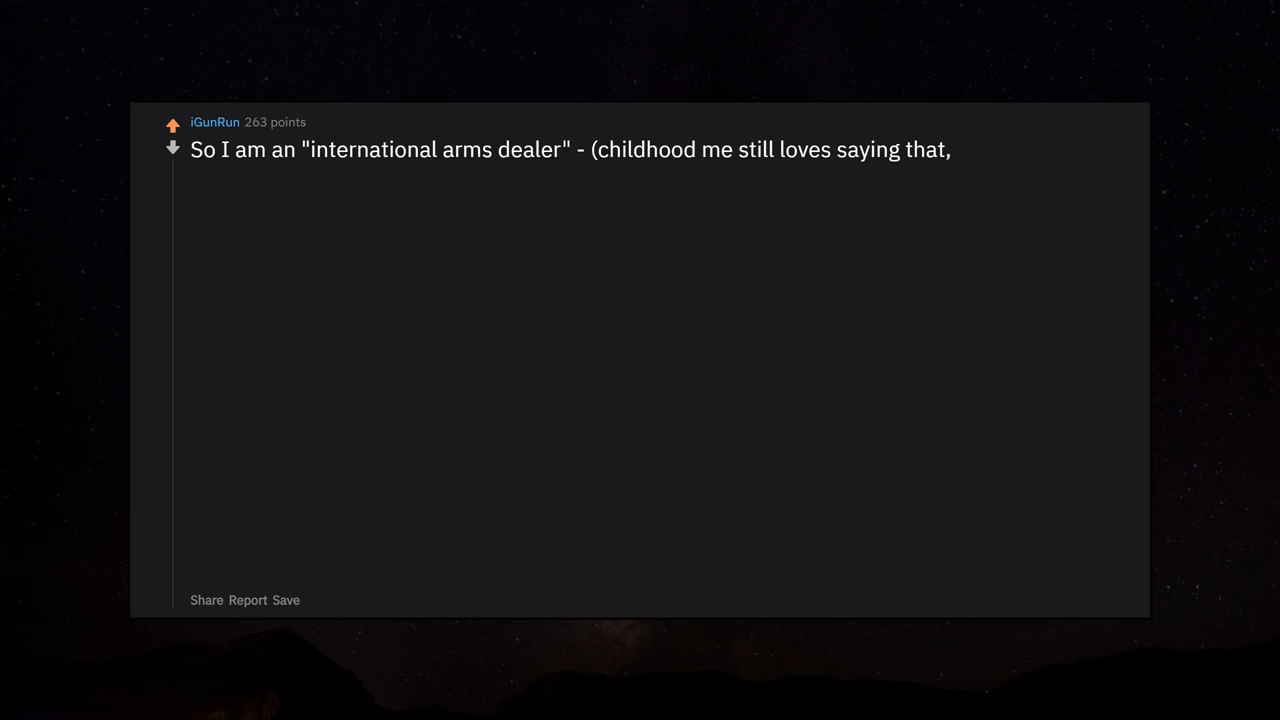 iGunRun 263 points
So I am an "international arms dealer" - (childhood me still loves saying that,
Share Report Save